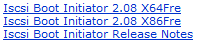 Iscsi Boot Initiator 2.08 X64Fre
Iscsi Boot Initiator 2.08 X86Fre
Iscsi Boot Initiator Release Notes